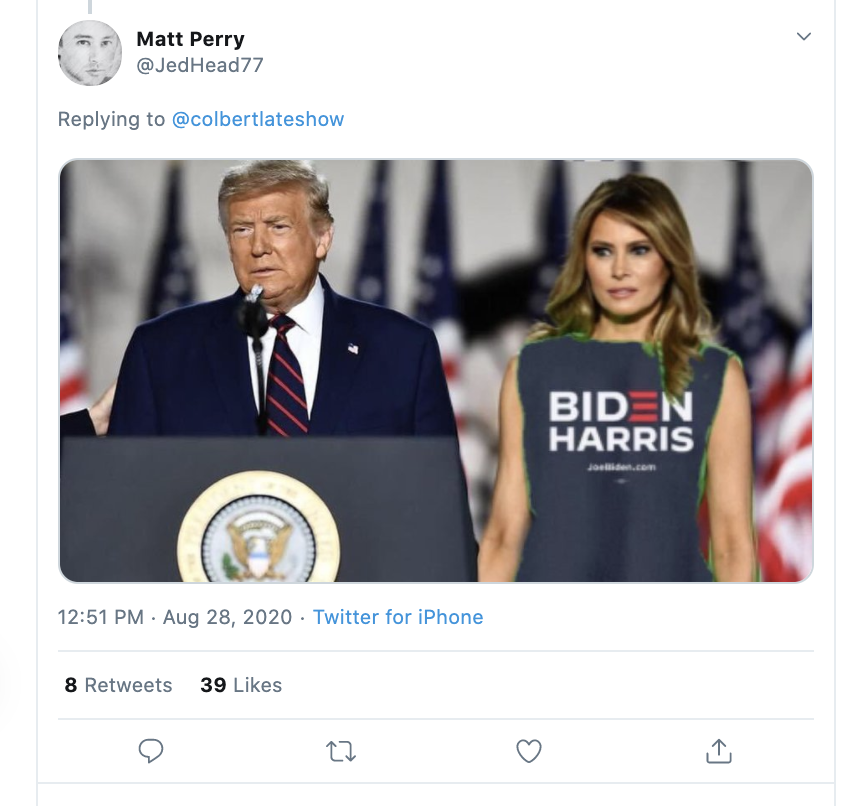 Matt Perry
@JedHead77
Replying to @colbertlateshow
BIDEN
HARRIS
JoeBiden.com
12:51 PM · Aug 28, 2020 · Twitter for iPhone
8 Retweets 39 Likes